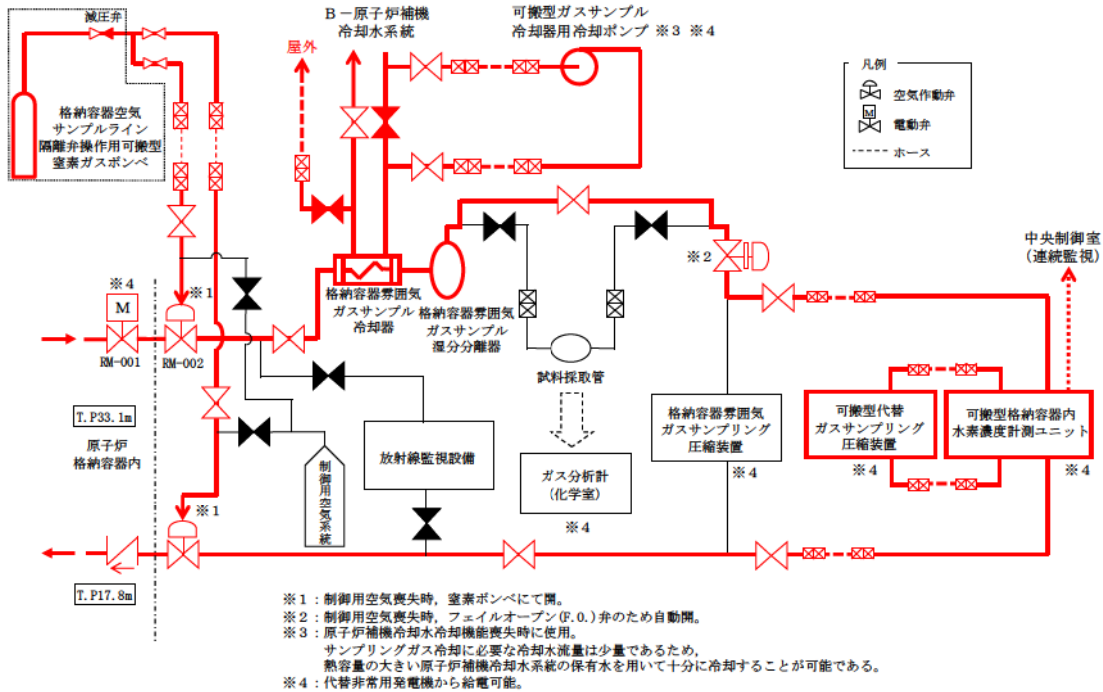 減圧弁
格納容器空気
サンプルライン
隔離弁操作用可搬型
窒素ガスボンベ
B－原子炉補機
冷却水系統
可搬型ガスサンプル
冷却器用冷却ポンプ ※３ ※４
屋外
凡例
空気作動弁
M
電動弁
ホース
※２
中央制御室
（連続監視）
※４
M
※１
RM-001
RM-002
格納容器雰囲気
ガスサンプル
冷却器
格納容器雰囲気
ガスサンプル
湿分分離器
試料採取管
T.P33.1m
原子炉
格納容器内
放射線監視設備
制御用空気系統
ガス分析計
（化学室）
※４
格納容器雰囲気
ガスサンプリング
圧縮装置
※４
可搬型代替
ガスサンプリング
圧縮装置
※４
可搬型格納容器内
水素濃度計測ユニット
※４
※１
T.P17.8m
※１：制御用空気喪失時，窒素ボンベにて開。
※２：制御用空気喪失時，フェイルオープン(F.O.)弁のため自動開。
※３：原子炉補機冷却水冷却機能喪失時に使用。
サンプリングガス冷却に必要な冷却水流量は少量であるため，
熱容量の大きい原子炉補機冷却水系統の保有水を用いて十分に冷却することが可能である。
※４：代替非常用発電機から給電可能。